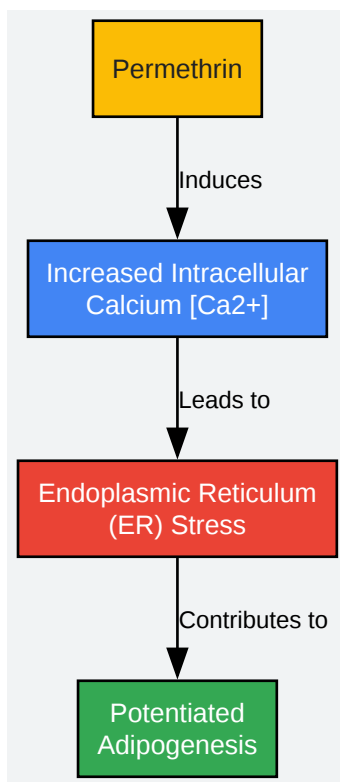 Permethrin
Induces
Increased Intracellular
Calcium [Ca2+]
Leads to
Endoplasmic Reticulum
(ER) Stress
Contributes to
Potentiated
Adipogenesis